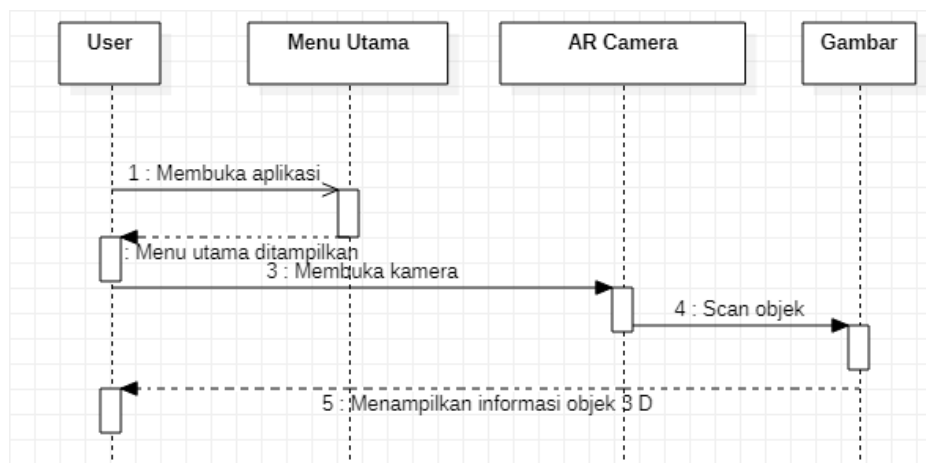 User
Menu Utama
AR Camera
Gambar
1 : Membuka aplikasi
: Menu utama ditampilkan
3 : Membuka kamera
4 : Scan objek
5 : Menampilkan informasi objek 3 D